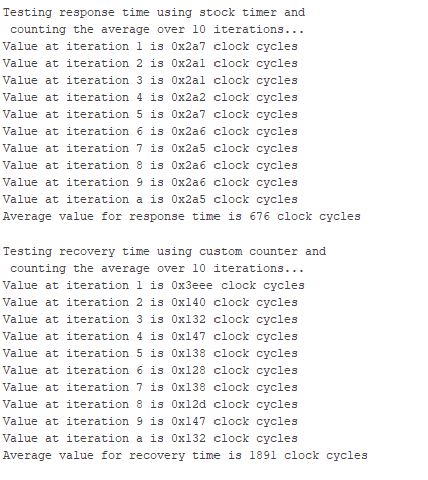 Testing response time using stock timer and
counting the average over 10 iterations...
Value at iteration 1 is 0x2a7 clock cycles
Value at iteration 2 is 0x2a1 clock cycles
Value at iteration 3 is 0x2a1 clock cycles
Value at iteration 4 is 0x2a2 clock cycles
Value at iteration 5 is 0x2a7 clock cycles
Value at iteration 6 is 0x2a6 clock cycles
Value at iteration 7 is 0x2a5 clock cycles
Value at iteration 8 is 0x2a6 clock cycles
Value at iteration 9 is 0x2a6 clock cycles
Value at iteration a is 0x2a5 clock cycles
Average value for response time is 676 clock cycles
Testing recovery time using custom counter and
counting the average over 10 iterations...
Value at iteration 1 is 0x3eee clock cycles
Value at iteration 2 is 0x140 clock cycles
Value at iteration 3 is 0x132 clock cycles
Value at iteration 4 is 0x147 clock cycles
Value at iteration 5 is 0x138 clock cycles
Value at iteration 6 is 0x128 clock cycles
Value at iteration 7 is 0x138 clock cycles
Value at iteration 8 is 0x12d clock cycles
Value at iteration 9 is 0x147 clock cycles
Value at iteration a is 0x132 clock cycles
Average value for recovery time is 1891 clock cycles